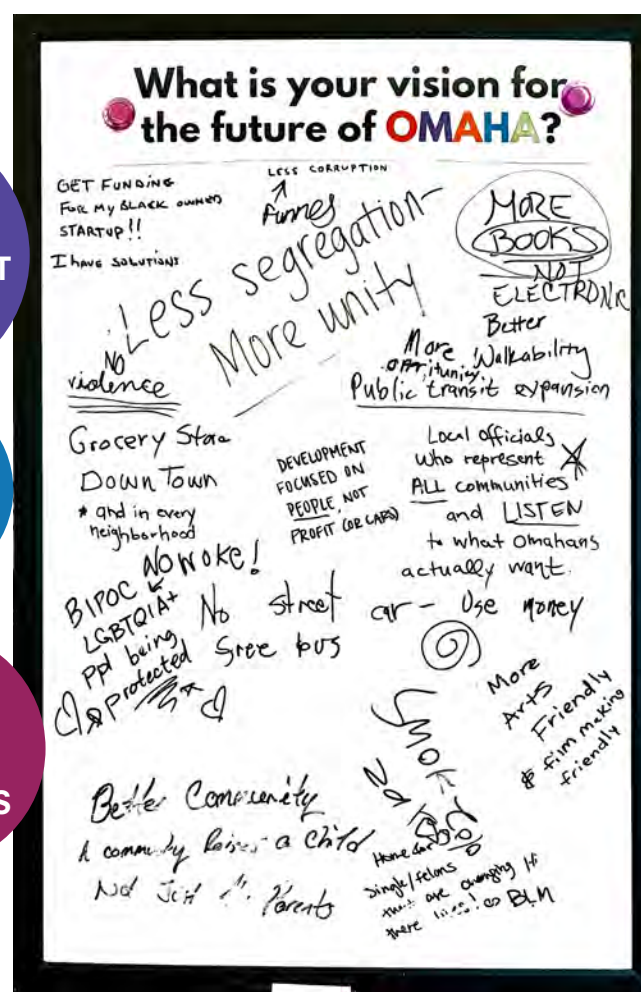 What is your vision for
the future of OMAHA?
GET FUNDING
FOR MY BLACK OWNED
STARTUP!!
I HAVE SOLUTIONS
LESS CORRUPTION
Less segregation
More unity!
MORE
BOOKS
NOT
ELECTRONIC
Better
Walkability
More
Public transit expansion
NO
violence
Grocery Store
DownTown
* and in every
neighborhood
DEVELOPMENT
FOCUSED ON
PEOPLE, NOT
PROFIT (OR CARS)
Local officials
who represent
ALL communities
and LISTEN
to what Omahans
actually want.
NO WOKE!
BIPOC
LGBTQIA+
ppl being
protected
No street car - Use money
bus
More
Arts
Friendly
& film making
friendly
Better Community
A community Raises a Child
Not Just Parents
Homes for
single/felons
that are changing
there lives! BLM
Hi
T
S